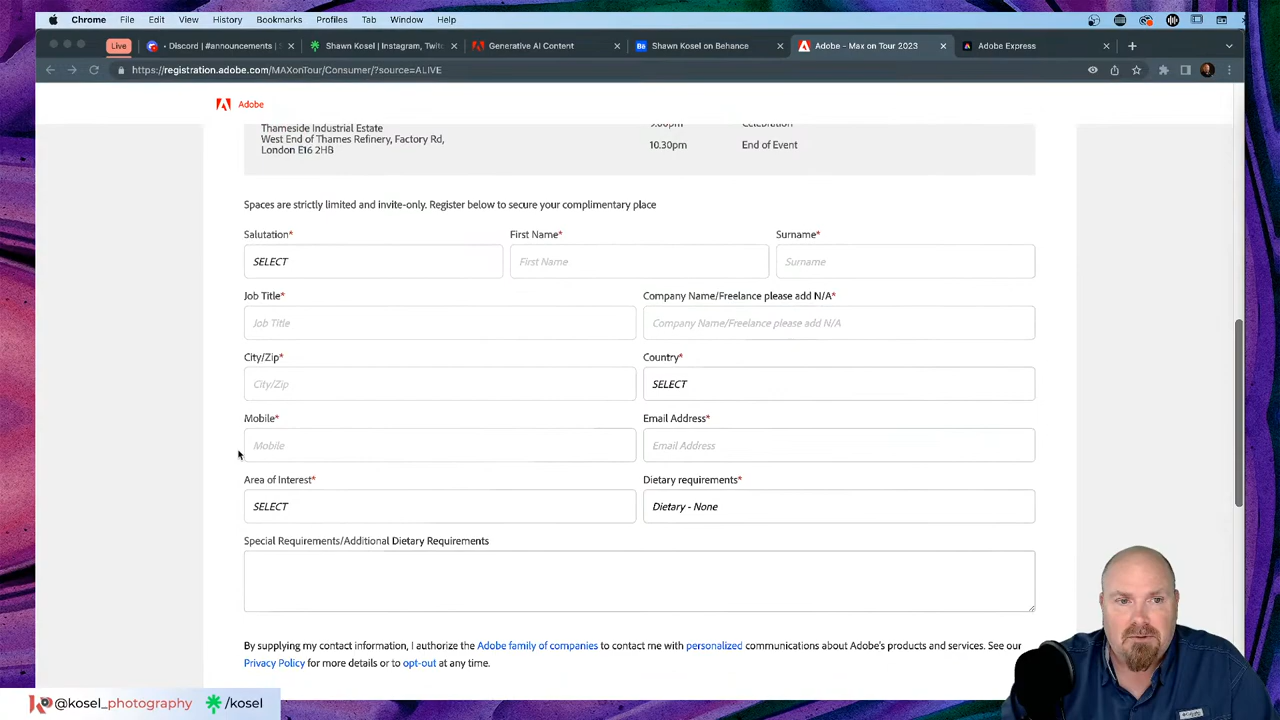 Chrome File Edit View History Bookmarks Profiles Tab Window Help
Live • Discord | #announcements | Shawn Kosel | Instagram, Twitc Generative AI Content Shawn Kosel on Behance Adobe - Max on Tour 2023 Adobe Express
https://registration.adobe.com/MAXonTour/Consumer/?source=ALIVE
Adobe
Thameside Industrial Estate
West End of Thames Refinery, Factory Rd,
London E16 2HB
9.00pm Celebration
10.30pm End of Event
Spaces are strictly limited and invite-only. Register below to secure your complimentary place
Salutation* First Name* Surname*
SELECT First Name Surname
Job Title* Company Name/Freelance please add N/A*
Job Title Company Name/Freelance please add N/A
City/Zip* Country*
City/Zip SELECT
Mobile* Email Address*
Mobile Email Address
Area of Interest* Dietary requirements*
SELECT Dietary - None
Special Requirements/Additional Dietary Requirements
By supplying my contact information, I authorize the Adobe family of companies to contact me with personalized communications about Adobe's products and services. See our
Privacy Policy for more details or to opt-out at any time.
@kosel_photography /kosel